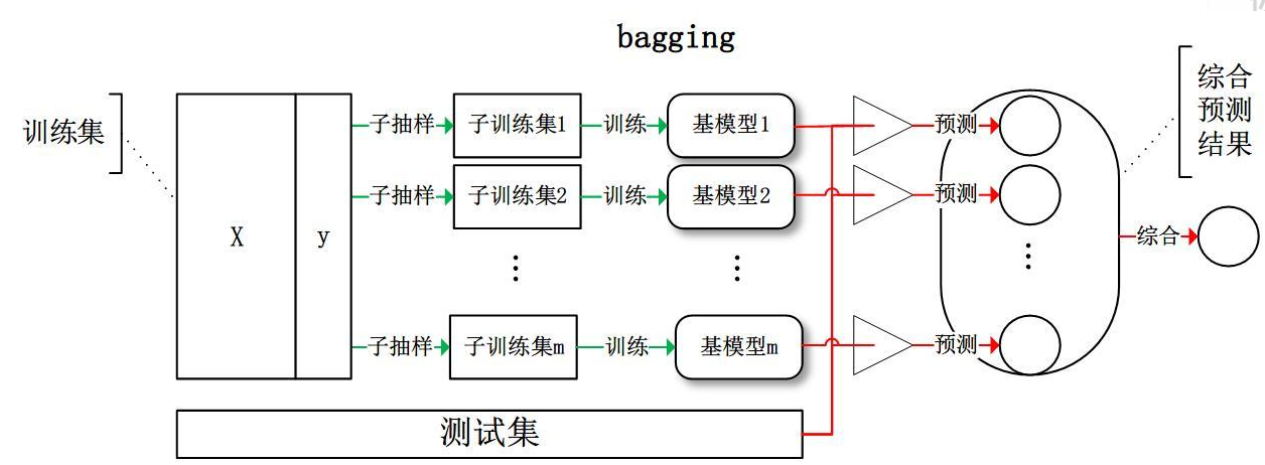 bagging
训练集
X
y
子抽样
子训练集1
训练
基模型1
预测
子抽样
子训练集2
训练
基模型2
预测
⋮
⋮
⋮
子抽样
子训练集m
训练
基模型m
预测
测试集
综合
预测
结果
综合